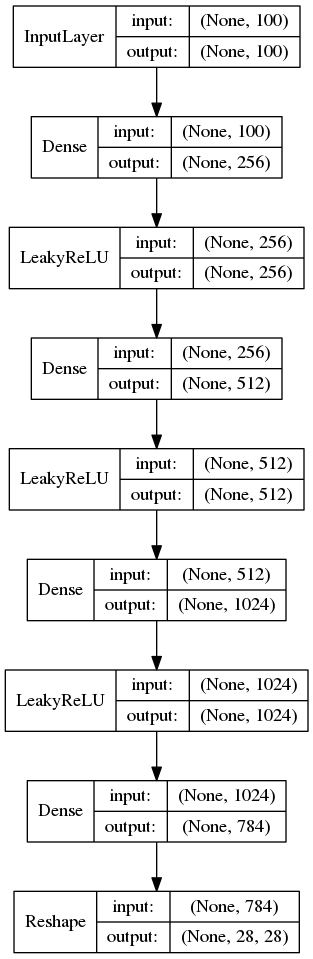 InputLayer input: (None, 100)
output: (None, 100)
Dense input: (None, 100)
output: (None, 256)
LeakyReLU input: (None, 256)
output: (None, 256)
Dense input: (None, 256)
output: (None, 512)
LeakyReLU input: (None, 512)
output: (None, 512)
Dense input: (None, 512)
output: (None, 1024)
LeakyReLU input: (None, 1024)
output: (None, 1024)
Dense input: (None, 1024)
output: (None, 784)
Reshape input: (None, 784)
output: (None, 28, 28)